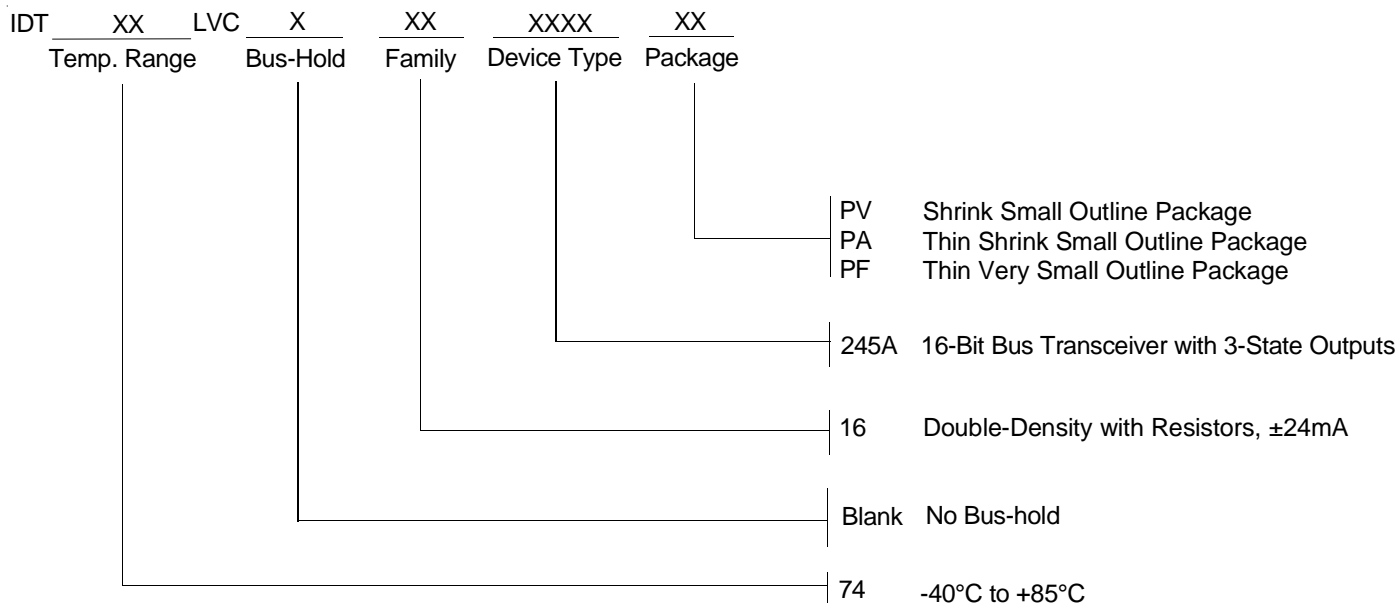 IDT XX LVC X XX XXXX XX
Temp. Range Bus-Hold Family Device Type Package
PV Shrink Small Outline Package
PA Thin Shrink Small Outline Package
PF Thin Very Small Outline Package
245A 16-Bit Bus Transceiver with 3-State Outputs
16 Double-Density with Resistors, ±24mA
Blank No Bus-hold
74 -40°C to +85°C